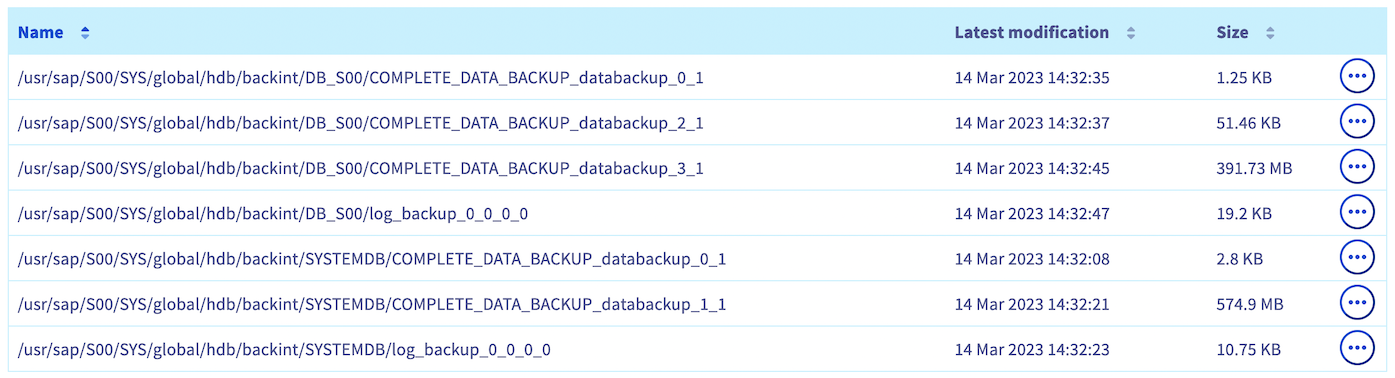 Name Latest modification Size
/usr/sap/S00/SYS/global/hdb/backint/DB_S00/COMPLETE_DATA_BACKUP_databackup_0_1 14 Mar 2023 14:32:35 1.25 KB
/usr/sap/S00/SYS/global/hdb/backint/DB_S00/COMPLETE_DATA_BACKUP_databackup_2_1 14 Mar 2023 14:32:37 51.46 KB
/usr/sap/S00/SYS/global/hdb/backint/DB_S00/COMPLETE_DATA_BACKUP_databackup_3_1 14 Mar 2023 14:32:45 391.73 MB
/usr/sap/S00/SYS/global/hdb/backint/DB_S00/log_backup_0_0_0_0 14 Mar 2023 14:32:47 19.2 KB
/usr/sap/S00/SYS/global/hdb/backint/SYSTEMDB/COMPLETE_DATA_BACKUP_databackup_0_1 14 Mar 2023 14:32:08 2.8 KB
/usr/sap/S00/SYS/global/hdb/backint/SYSTEMDB/COMPLETE_DATA_BACKUP_databackup_1_1 14 Mar 2023 14:32:21 574.9 MB
/usr/sap/S00/SYS/global/hdb/backint/SYSTEMDB/log_backup_0_0_0_0 14 Mar 2023 14:32:23 10.75 KB